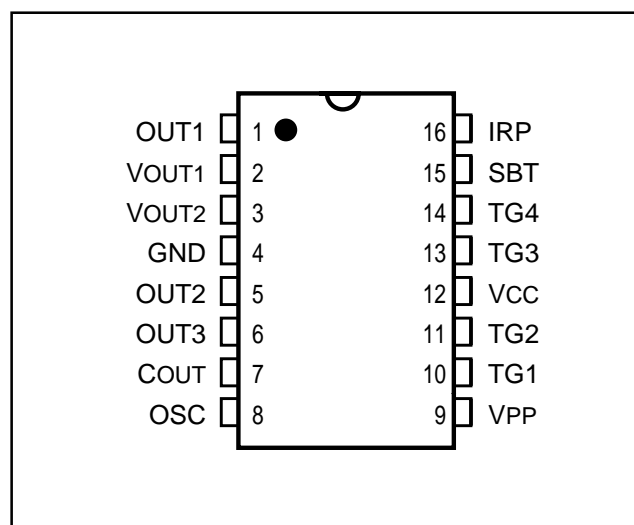 OUT1 1 16 IRP
VOUT1 2 15 SBT
VOUT2 3 14 TG4
GND 4 13 TG3
OUT2 5 12 VCC
OUT3 6 11 TG2
COUT 7 10 TG1
OSC 8 9 VPP